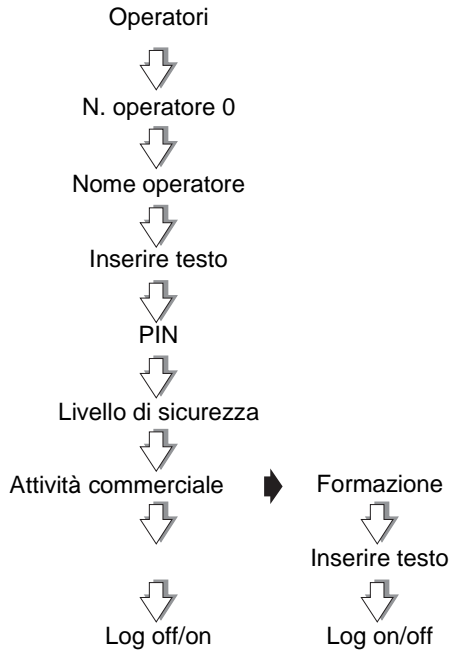 Operatori
N. operatore 0
Nome operatore
Inserire testo
PIN
Livello di sicurezza
Attività commerciale
Formazione
Inserire testo
Log off/on
Log on/off